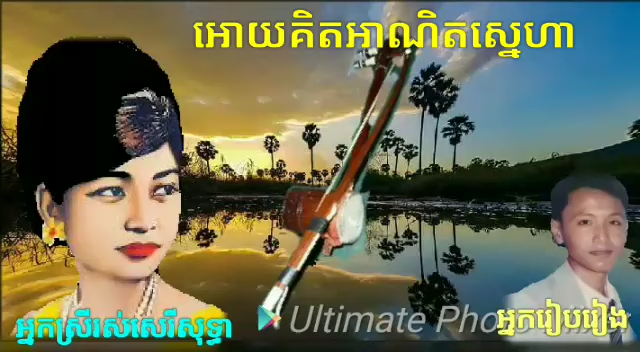 អោយគិតអាណិតស្នេហា
អ្នកស្រីរស់សេរីសុទ្ធា
Ultimate Pho
អ្នករៀបរៀង